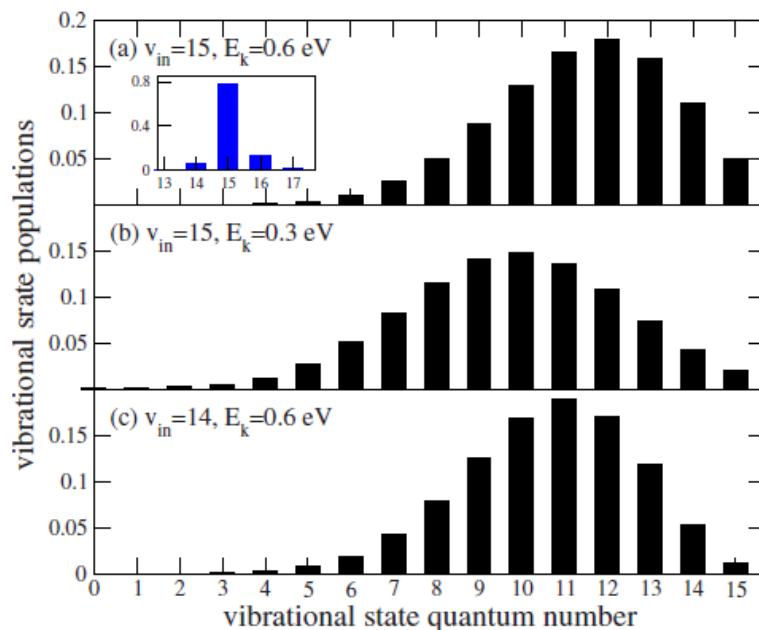 0.2
(a) v_in=15, E_k=0.6 eV
0.15
0.8
0.1
0.4
0.05
0
13 14 15 16 17
(b) v_in=15, E_k=0.3 eV
0.15
0.1
0.05
(c) v_in=14, E_k=0.6 eV
0.15
0.1
0.05
0
0 1 2 3 4 5 6 7 8 9 10 11 12 13 14 15
vibrational state quantum number
vibrational srate populations